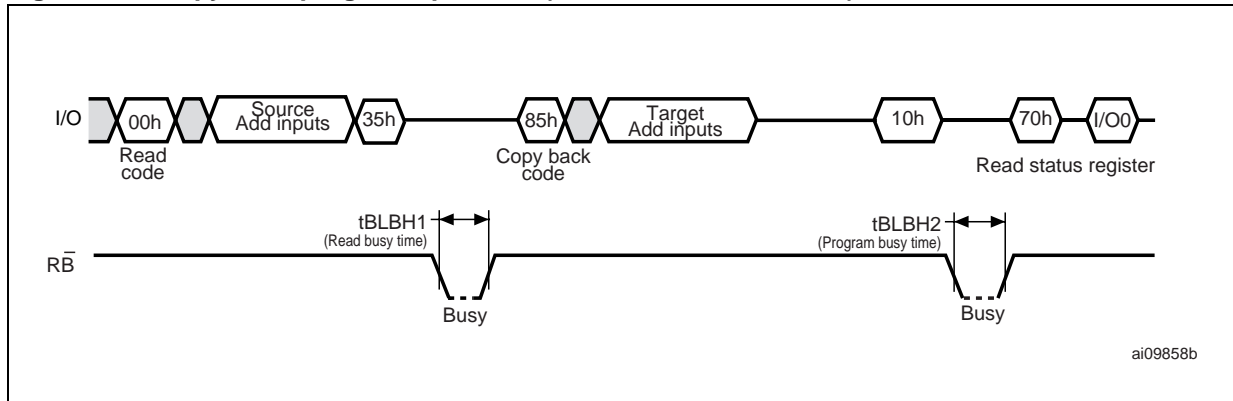 I/O 00h Source Add inputs 35h 85h Target Add inputs 10h 70h I/O0
Read code
Copy back code
Read status register
tBLBH1
(Read busy time)
tBLBH2
(Program busy time)
RB̅
Busy
Busy
ai09858b